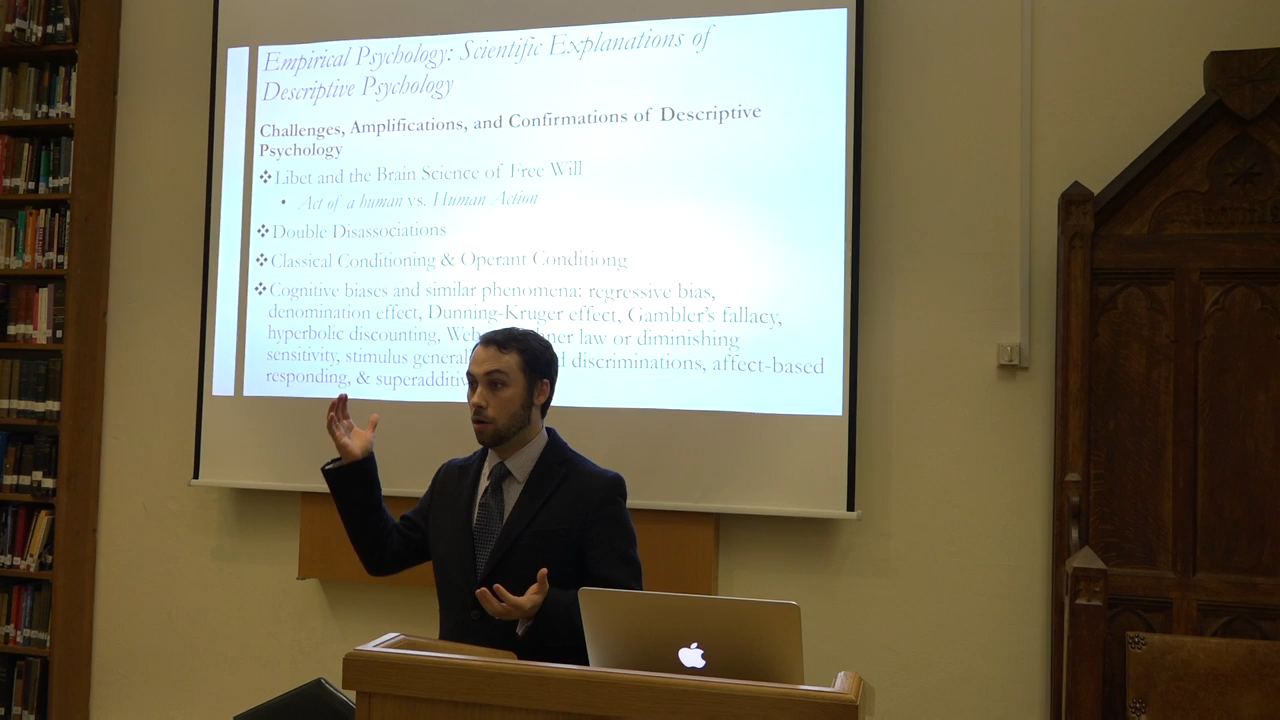 Empirical Psychology: Scientific Explanations of
Descriptive Psychology
Challenges, Amplifications, and Confirmations of Descriptive
Psychology
❖Libet and the Brain Science of Free Will
• Act of a human vs. Human Action
❖Double Disassociations
❖Classical Conditioning & Operant Conditiong
❖Cognitive biases and similar phenomena: regressive bias,
denomination effect, Dunning-Kruger effect, Gambler's fallacy,
hyperbolic discounting, law or diminishing
sensitivity, stimulus discriminations, affect-based
responding, &